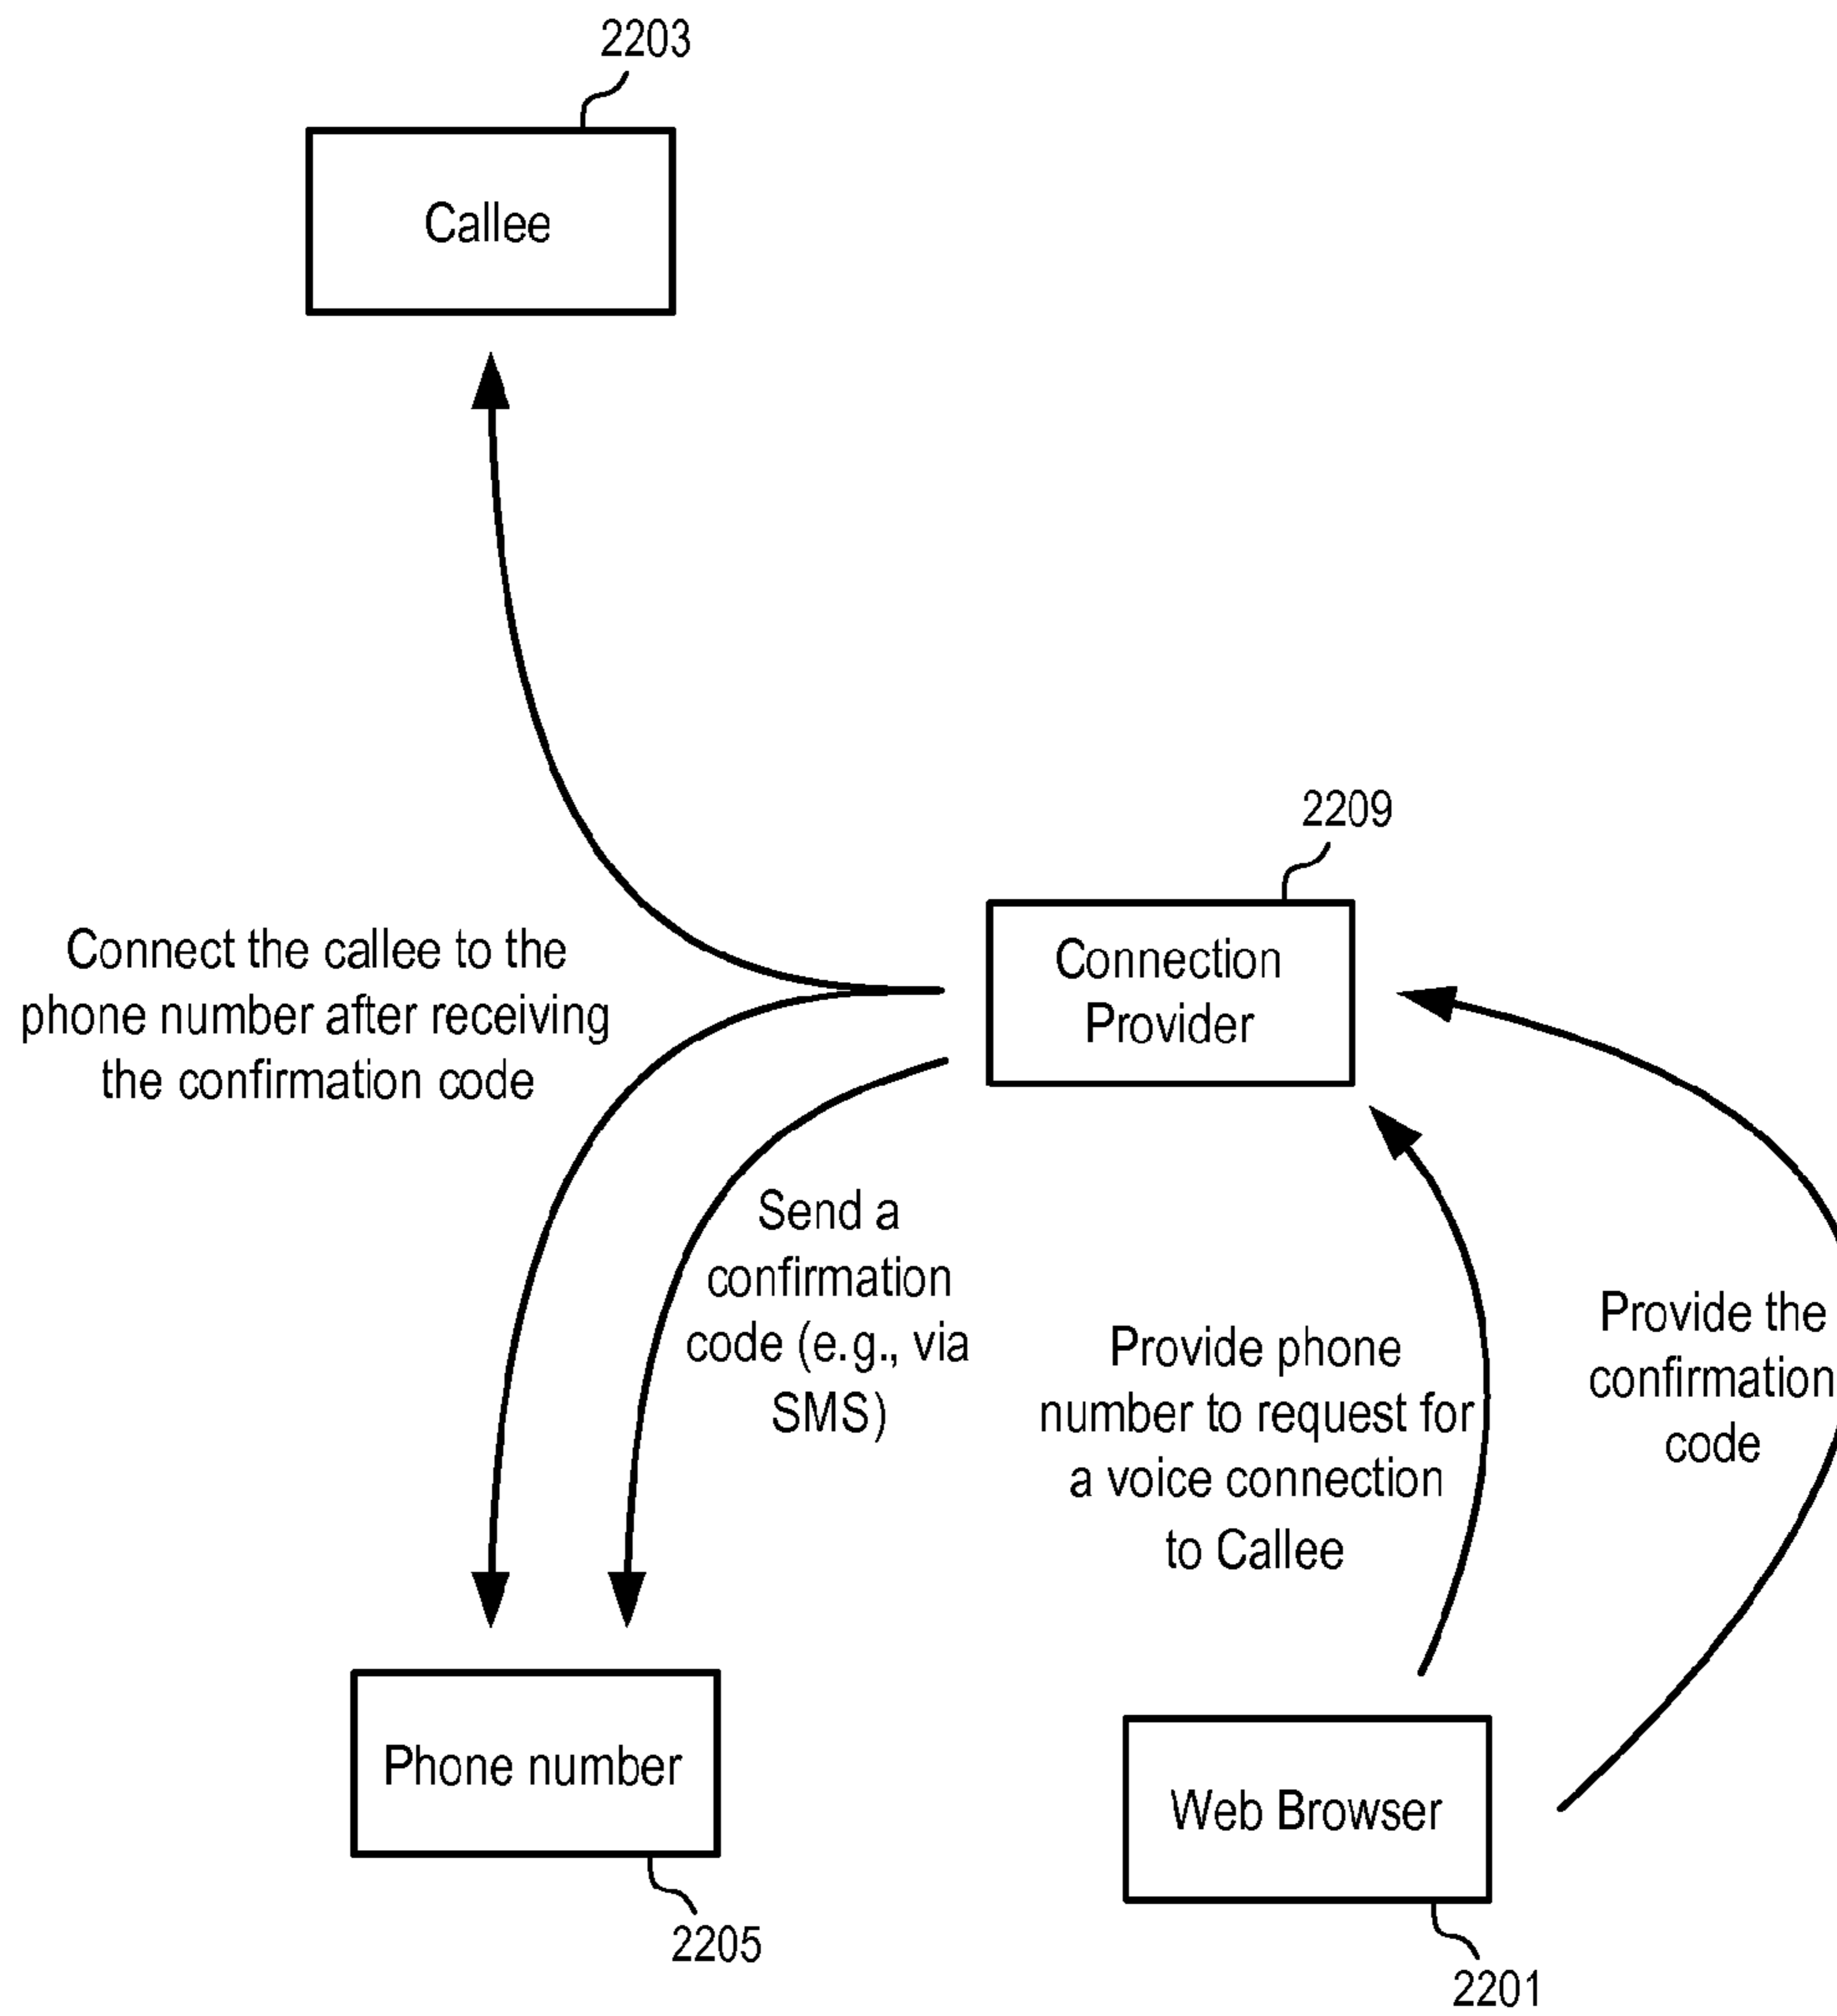 2203
Callee
2209
Connection
Provider
Connect the callee to the
phone number after receiving
the confirmation code
Send a
confirmation
code (e.g., via
SMS)
Provide phone
number to request for
a voice connection
to Callee
Provide the
confirmation
code
Phone number
2205
Web Browser
2201